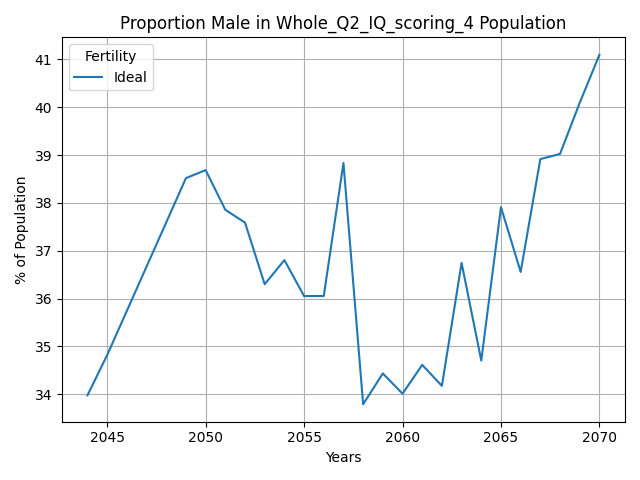 Proportion Male in Whole_Q2_IQ_scoring_4 Population
Fertility
Ideal
% of Population
41
40
39
38
37
36
35
34
2045 2050 2055 2060 2065 2070
Years